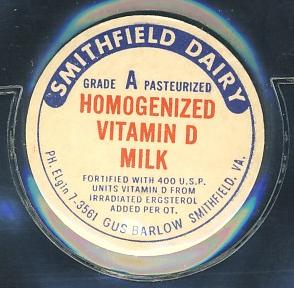 SMITHFIELD DAIRY
GRADE A PASTEURIZED
HOMOGENIZED
VITAMIN D
MILK
FORTIFIED WITH 400 U.S.P.
UNITS VITAMIN D FROM
IRRADIATED ERGSTEROL
ADDED PER QT.
PH. ELgin 7-3561 GUS BARLOW SMITHFIELD, VA.